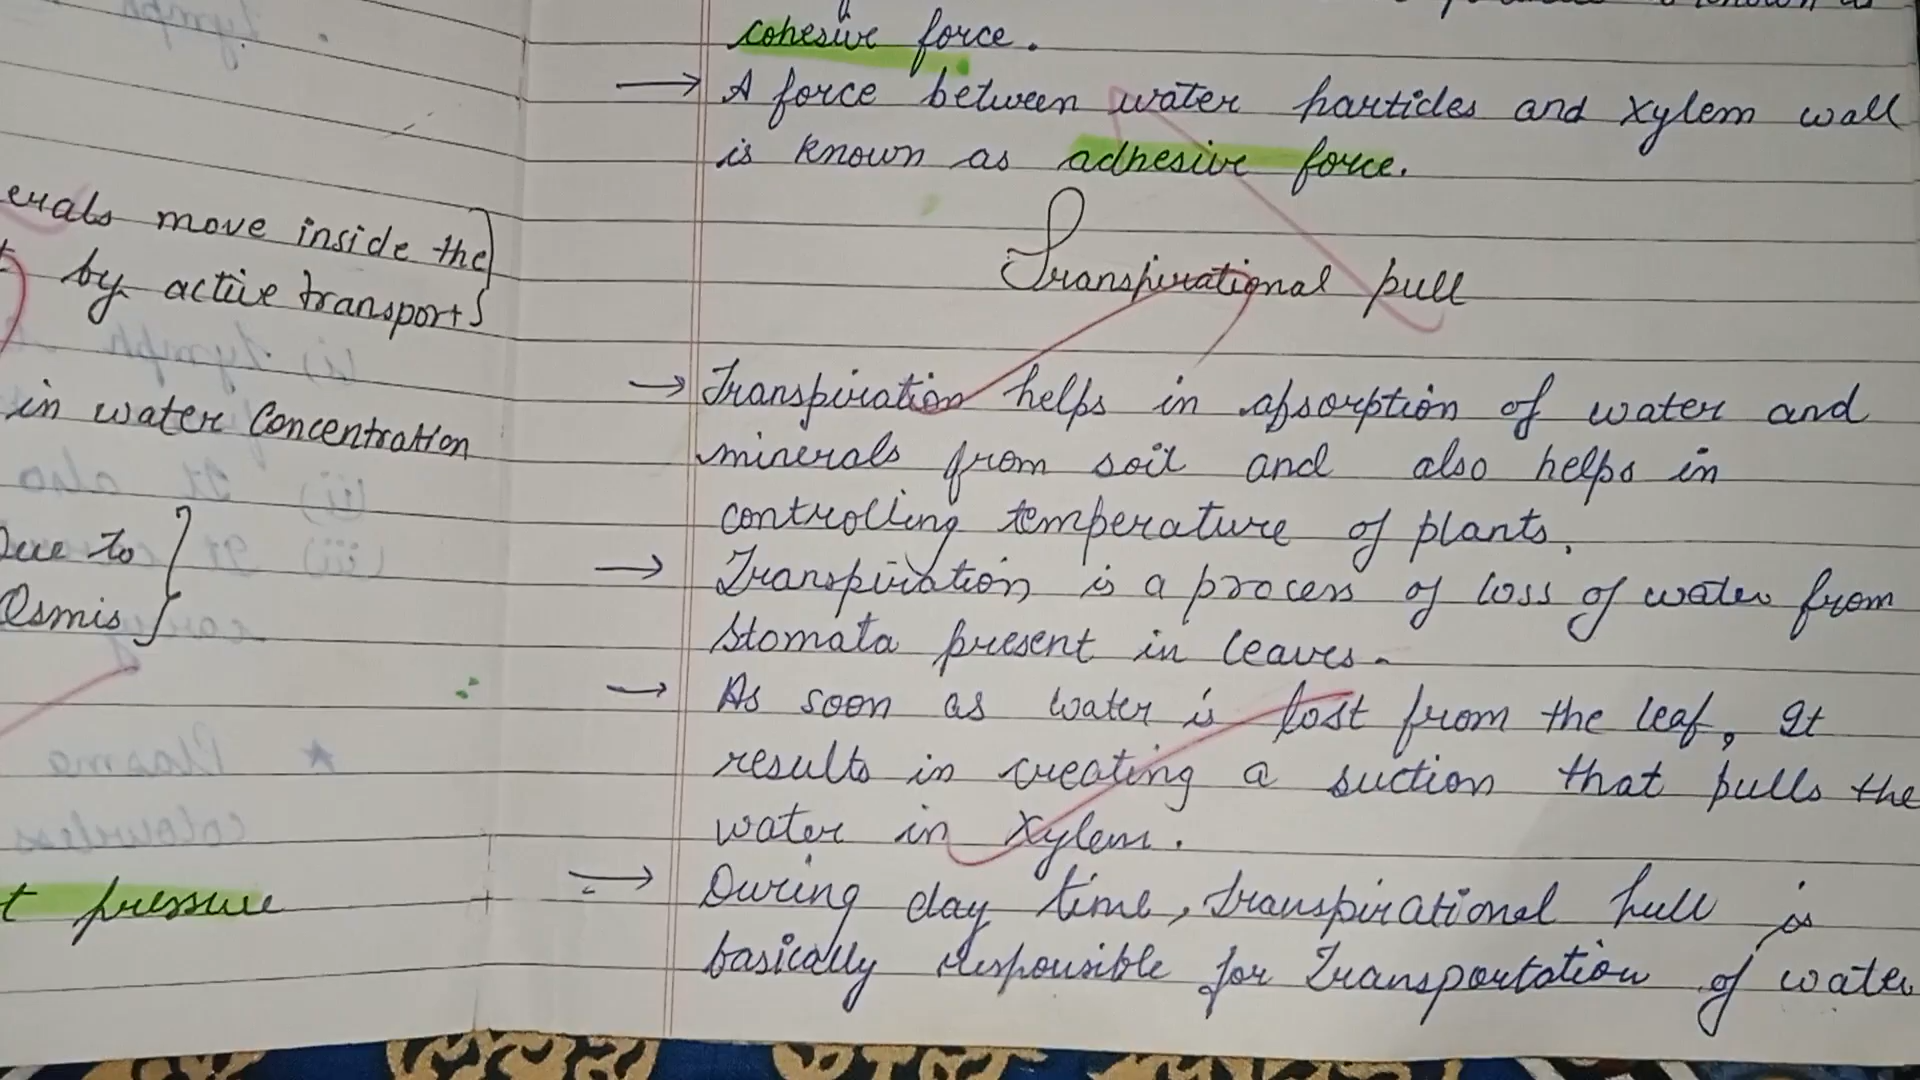 erals move inside the
by active transport
in water Concentration
Due to
Osmis
t pressure
cohesive force.
→ A force between water particles and xylem wall
is known as adhesive force.
Transpirational pull
→ Transpiration helps in absorption of water and
minerals from soil and also helps in
controlling temperature of plants.
→ Transpiration is a process of loss of water from
stomata present in leaves.
→ As soon as water is lost from the leaf, It
results in creating a suction that pulls the
water in xylem.
→ During day time, transpirational pull is
basically responsible for Transportation of water